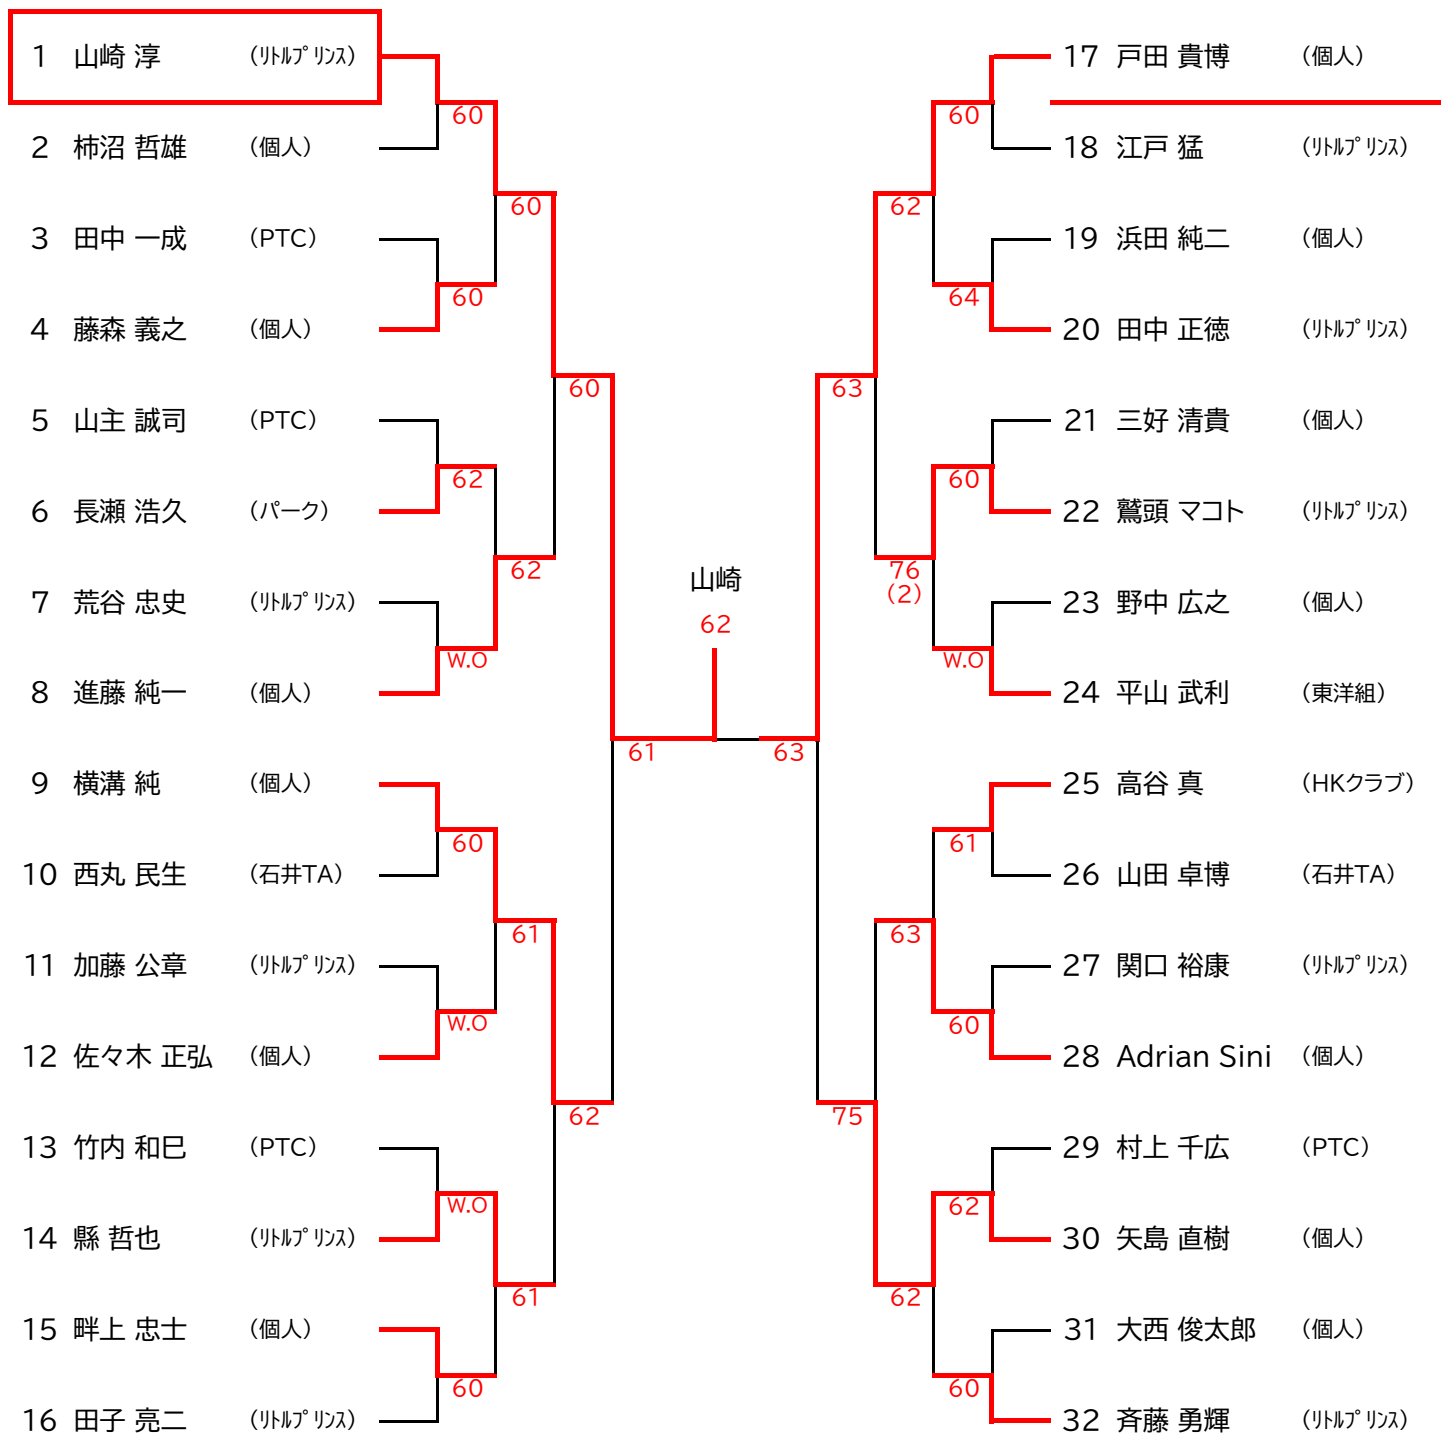 1 山崎 淳 (ﾘﾄﾙﾌﾟﾘﾝｽ)
60
2 柿沼 哲雄 (個人)
60
3 田中 一成 (PTC)
60
4 藤森 義之 (個人)
60
5 山主 誠司 (PTC)
62
6 長瀬 浩久 (パーク)
62
7 荒谷 忠史 (ﾘﾄﾙﾌﾟﾘﾝｽ)
W.O
8 進藤 純一 (個人)
61
9 横溝 純 (個人)
60
10 西丸 民生 (石井TA)
61
11 加藤 公章 (ﾘﾄﾙﾌﾟﾘﾝｽ)
W.O
12 佐々木 正弘 (個人)
62
13 竹内 和巳 (PTC)
W.O
14 縣 哲也 (ﾘﾄﾙﾌﾟﾘﾝｽ)
61
15 畔上 忠士 (個人)
60
16 田子 亮二 (ﾘﾄﾙﾌﾟﾘﾝｽ)
山崎
62
17 戸田 貴博 (個人)
60
18 江戸 猛 (ﾘﾄﾙﾌﾟﾘﾝｽ)
62
19 浜田 純二 (個人)
64
20 田中 正徳 (ﾘﾄﾙﾌﾟﾘﾝｽ)
63
21 三好 清貴 (個人)
60
22 鷲頭 マコト (ﾘﾄﾙﾌﾟﾘﾝｽ)
76
(2)
23 野中 広之 (個人)
W.O
24 平山 武利 (東洋組)
63
25 高谷 真 (HKクラブ)
61
26 山田 卓博 (石井TA)
63
27 関口 裕康 (ﾘﾄﾙﾌﾟﾘﾝｽ)
60
28 Adrian Sini (個人)
75
29 村上 千広 (PTC)
62
30 矢島 直樹 (個人)
62
31 大西 俊太郎 (個人)
60
32 斉藤 勇輝 (ﾘﾄﾙﾌﾟﾘﾝｽ)